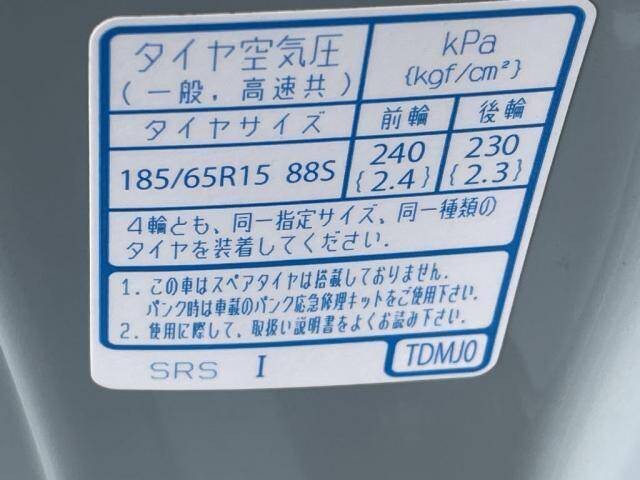 タイヤ空気圧
(一般，高速共)
kPa
{kgf/cm²}
タイヤサイズ 前輪 後輪
185/65R15 88S 240 {2.4} 230 {2.3}
4輪とも、同一指定サイズ、同一種類の
タイヤを装着してください.
1. この車はスペアタイヤは搭載しておりません.
パンク時は車載のパンク応急修理キットをご使用下さい.
2. 使用に際して、取扱い説明書をよくお読み下さい.
SRS I TDMJ0